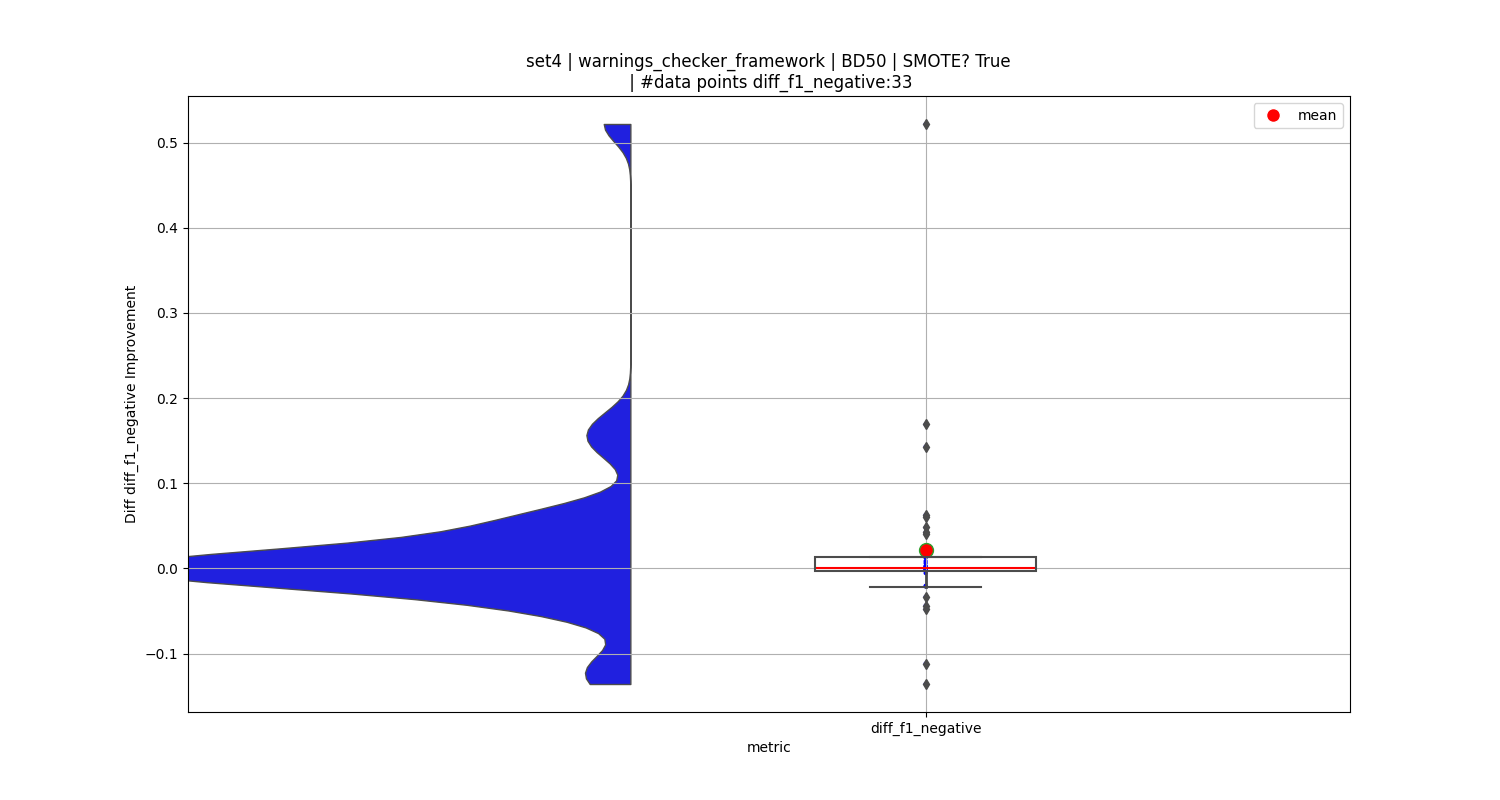 set4 | warnings_checker_framework | BD50 | SMOTE? True
| #data points diff_f1_negative:33
mean
0.5
0.4
0.3
0.2
0.1
0.0
−0.1
Diff diff_f1_negative Improvement
diff_f1_negative
metric